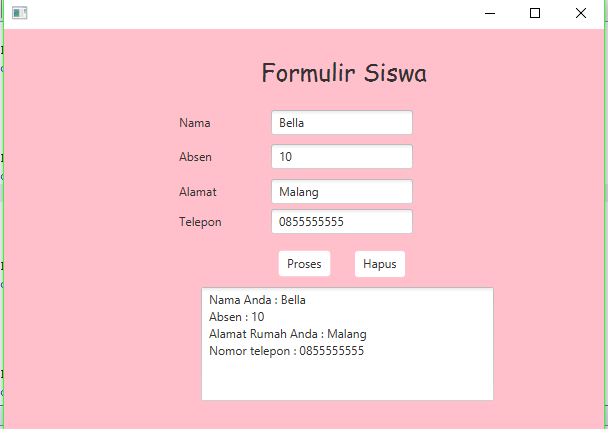 Formulir Siswa
Nama Bella
Absen 10
Alamat Malang
Telepon 0855555555
Proses Hapus
Nama Anda : Bella
Absen : 10
Alamat Rumah Anda : Malang
Nomor telepon : 0855555555